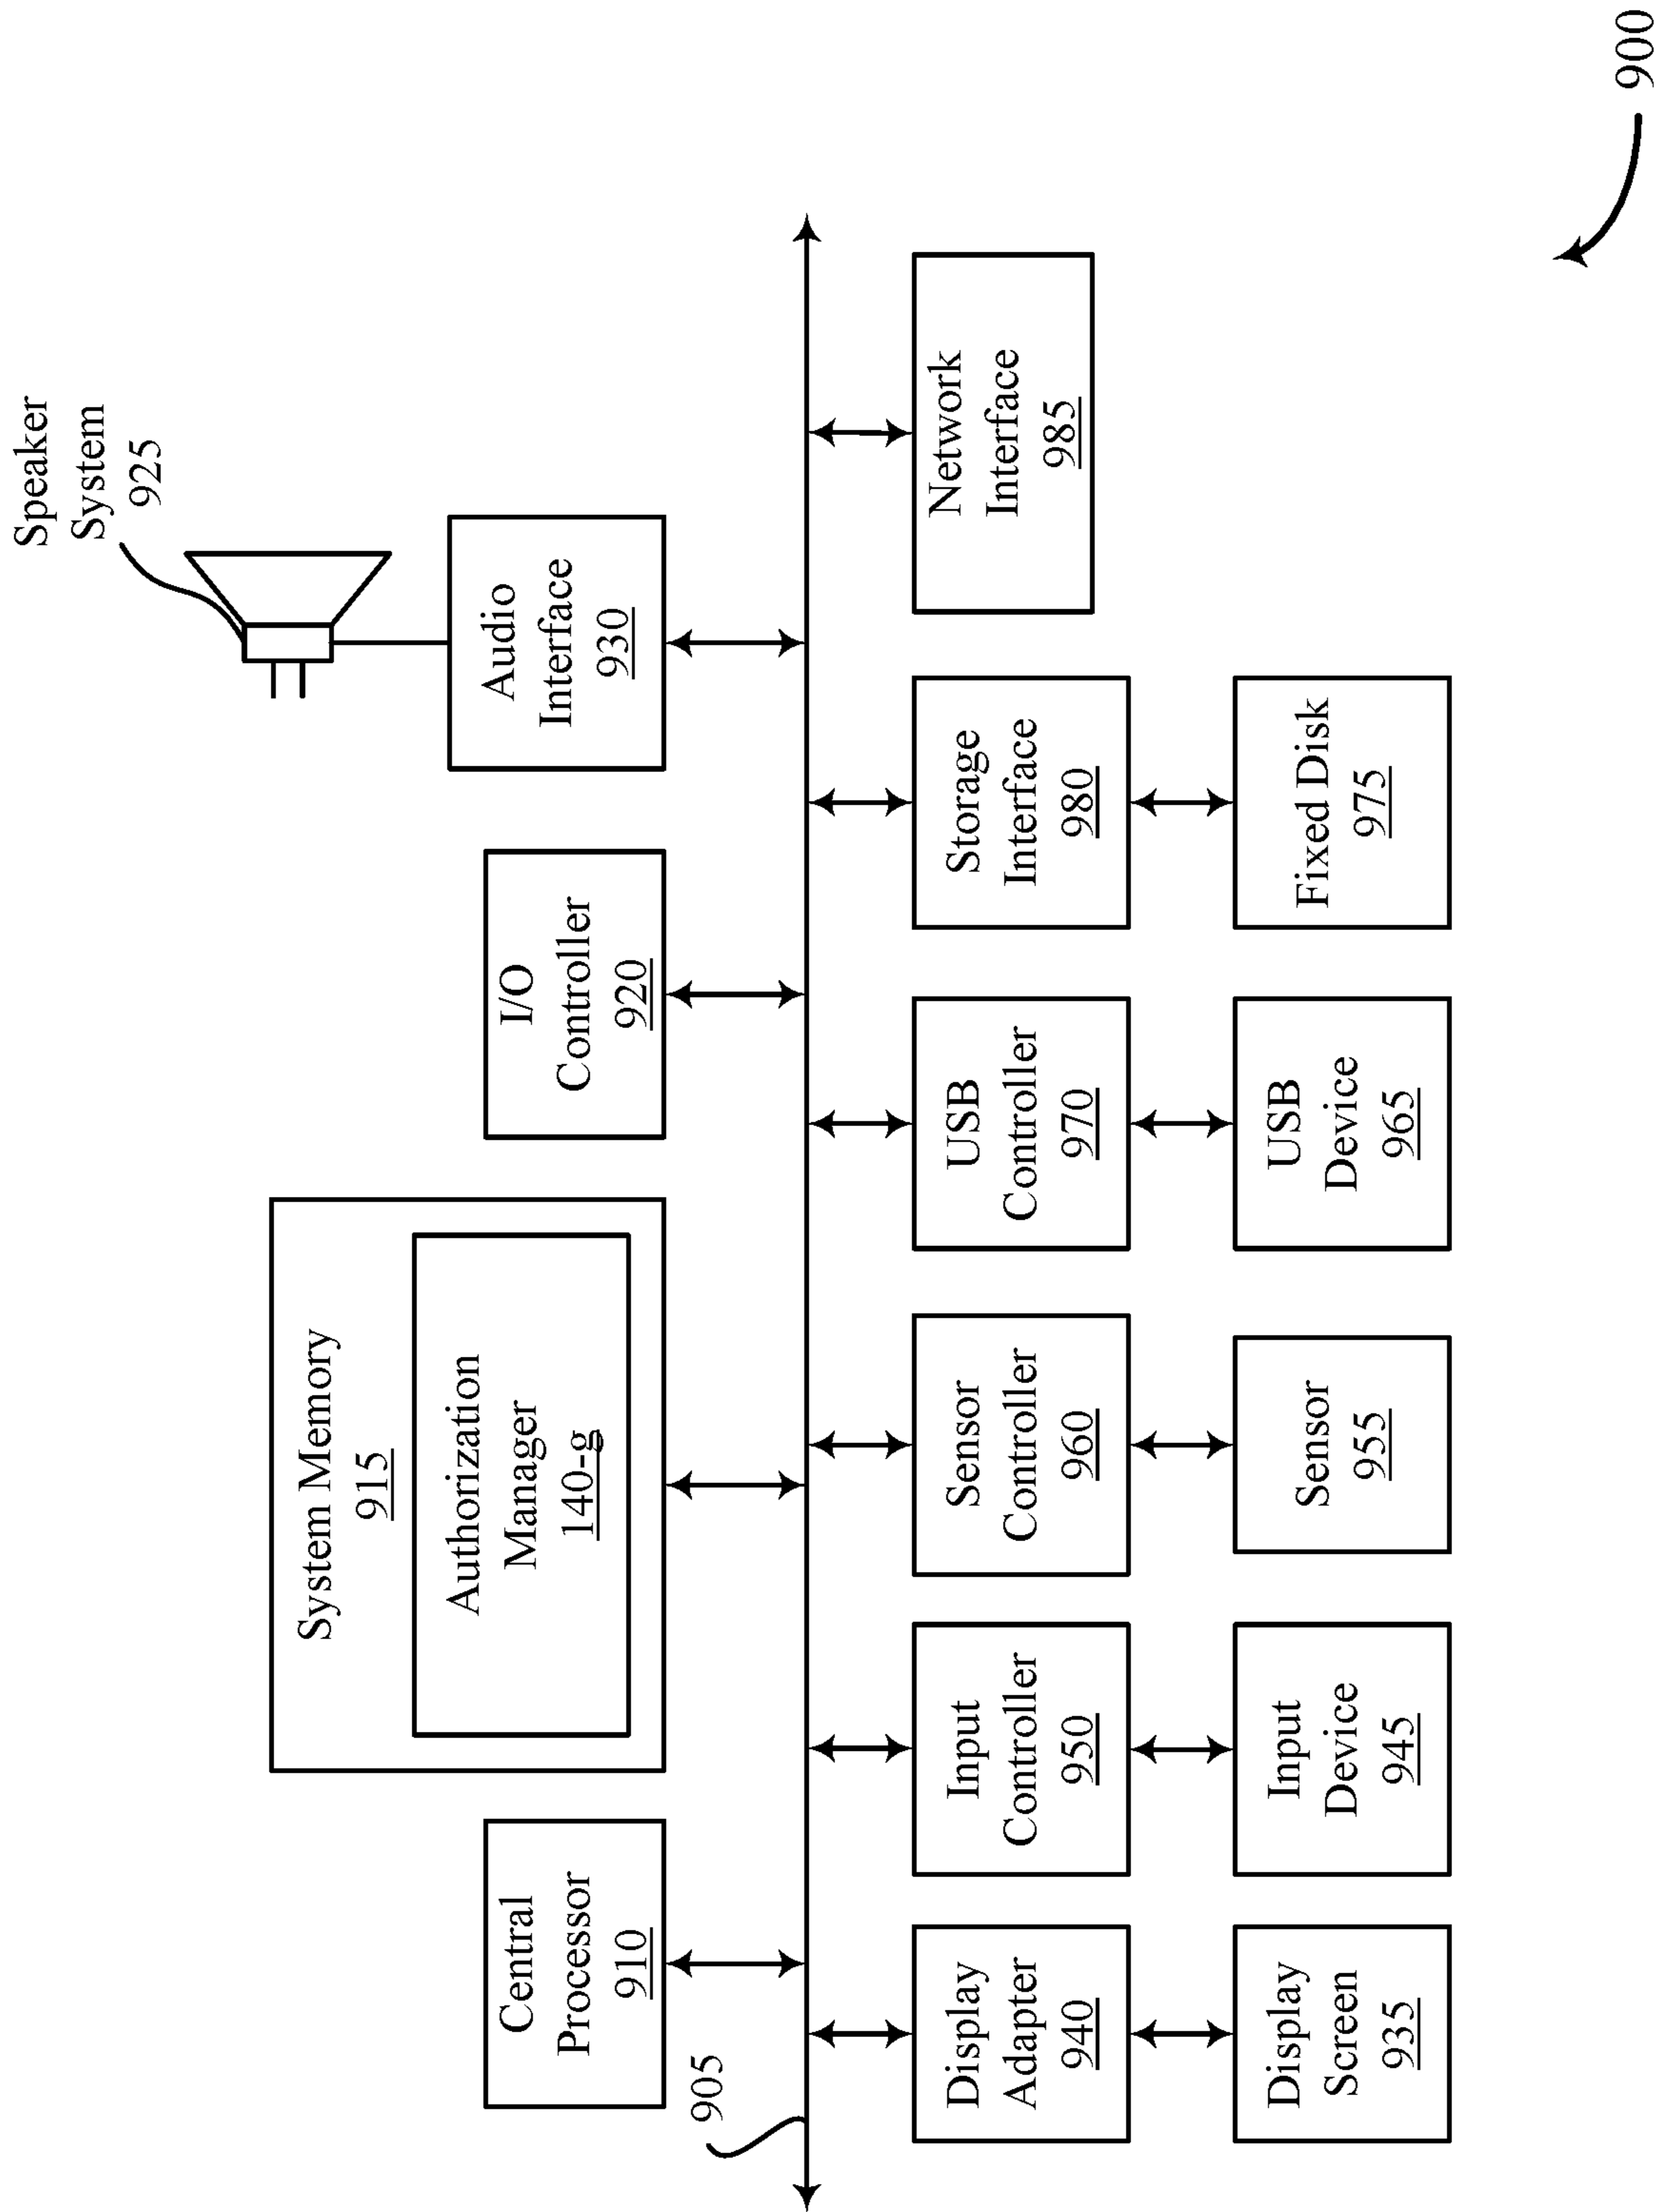 Speaker
System
925
Central
Processor
910
System Memory
915
Authorization
Manager
140-g
I/O
Controller
920
Audio
Interface
930
905
Display
Adapter
940
Input
Controller
950
Sensor
Controller
960
USB
Controller
970
Storage
Interface
980
Network
Interface
985
Display
Screen
935
Input
Device
945
Sensor
955
USB
Device
965
Fixed Disk
975
900